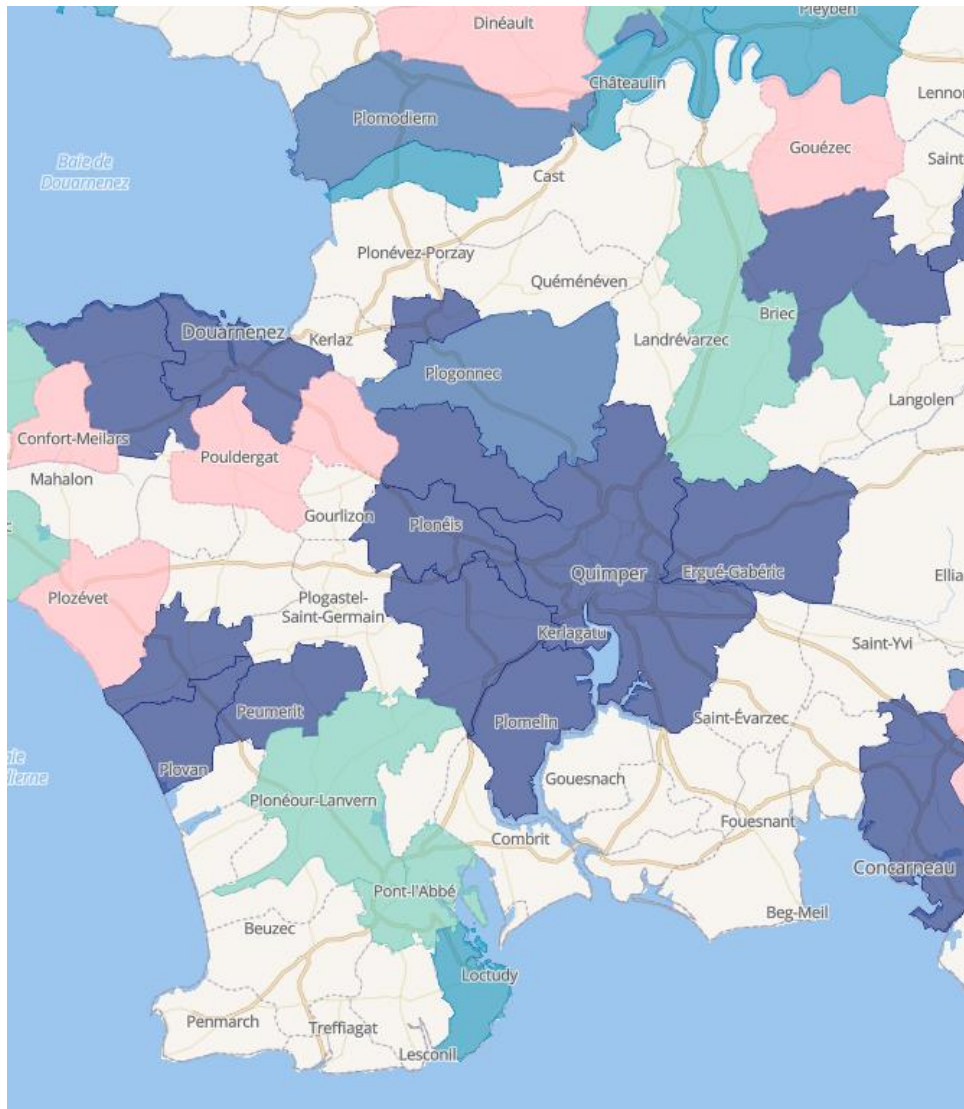 Dinéault
Pleyben
Châteaulin
Lennon
Plomodiern
Gouézec
Saint-
Baie de
Douarnenez
Cast
Plonévez-Porzay
Quéménéven
Briec
Douarnenez
Kerlaz
Landrévarzec
Plogonnec
Langolen
Confort-Meilars
Pouldergat
Mahalon
Gourlizon
Plonéis
Quimper
Ergué-Gabéric
Ellia
Plozévet
Plogastel-
Saint-Germain
Kerlagatu
Saint-Yvi
Peumerit
Plomelin
Saint-Évarzec
Plovan
Gouesnach
Plonéour-Lanvern
Fouesnant
Combrit
Concarneau
Pont-l'Abbé
Beg-Meil
Beuzec
Loctudy
Penmarch
Treffiagat
Lesconil